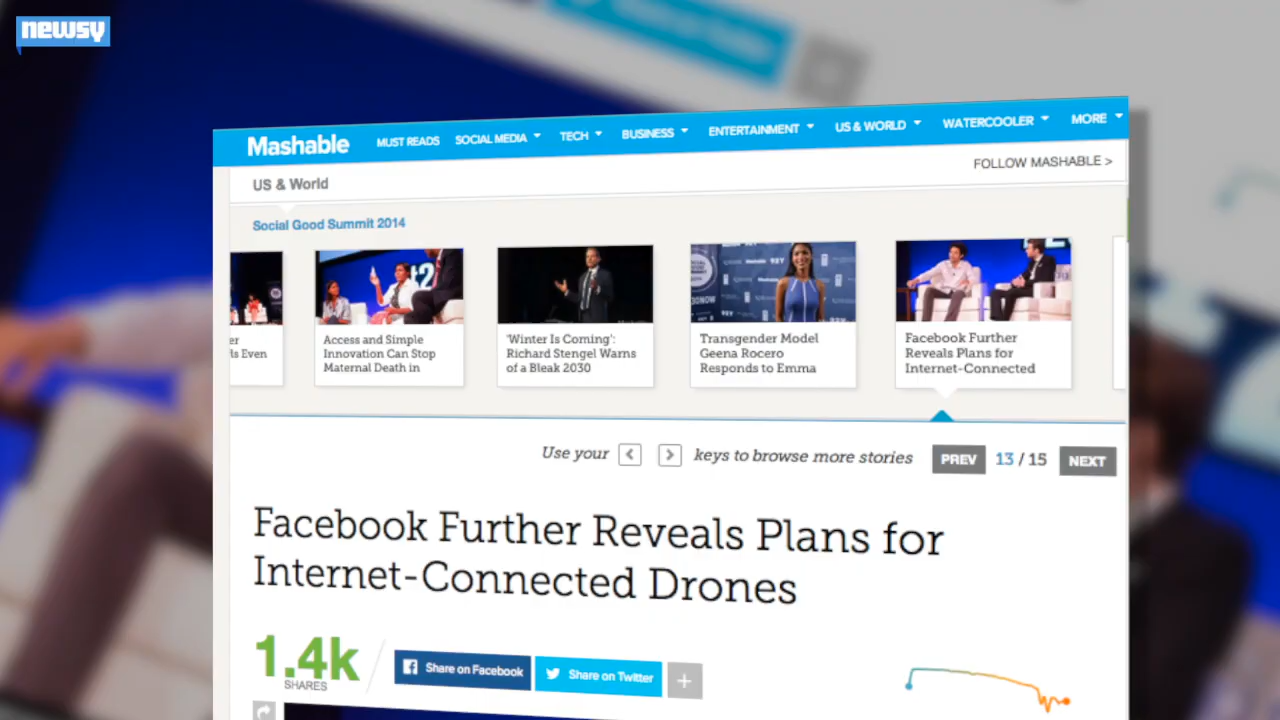 newsy
Mashable
MUST READS
SOCIAL MEDIA
TECH
BUSINESS
ENTERTAINMENT
US & WORLD
WATERCOOLER
MORE
FOLLOW MASHABLE >
US & World
Social Good Summit 2014
er
ls Even
Access and Simple
Innovation Can Stop
Maternal Death in
'Winter Is Coming':
Richard Stengel Warns
of a Bleak 2030
Transgender Model
Geena Rocero
Responds to Emma
Facebook Further
Reveals Plans for
Internet-Connected
Use your < > keys to browse more stories
PREV 13 / 15 NEXT
Facebook Further Reveals Plans for
Internet-Connected Drones
1.4k
SHARES
Share on Facebook
Share on Twitter
+